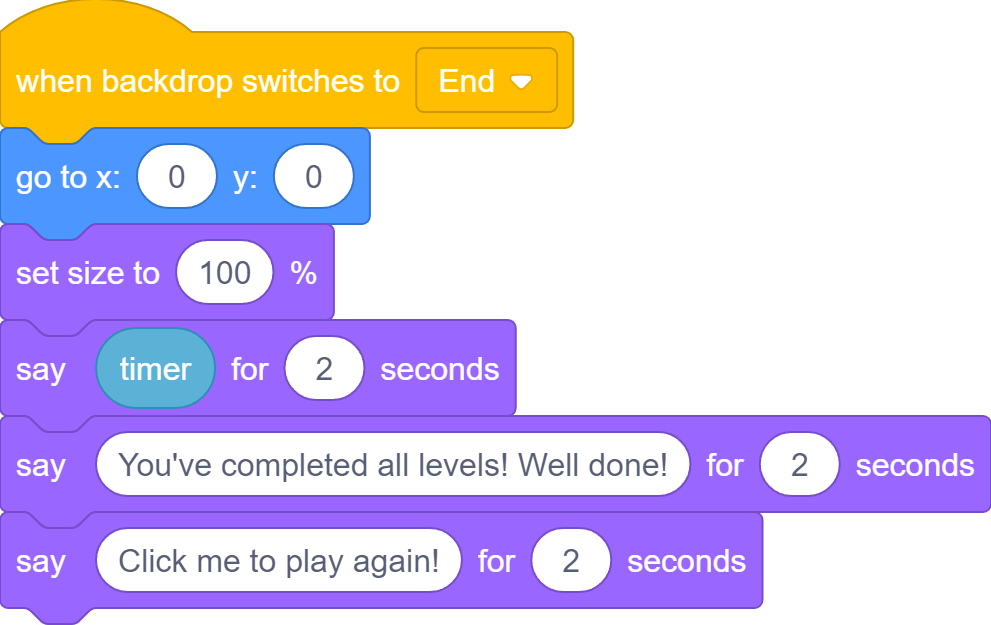 when backdrop switches to End
go to x: 0 y: 0
set size to 100 %
say timer for 2 seconds
say You've completed all levels! Well done! for 2 seconds
say Click me to play again! for 2 seconds